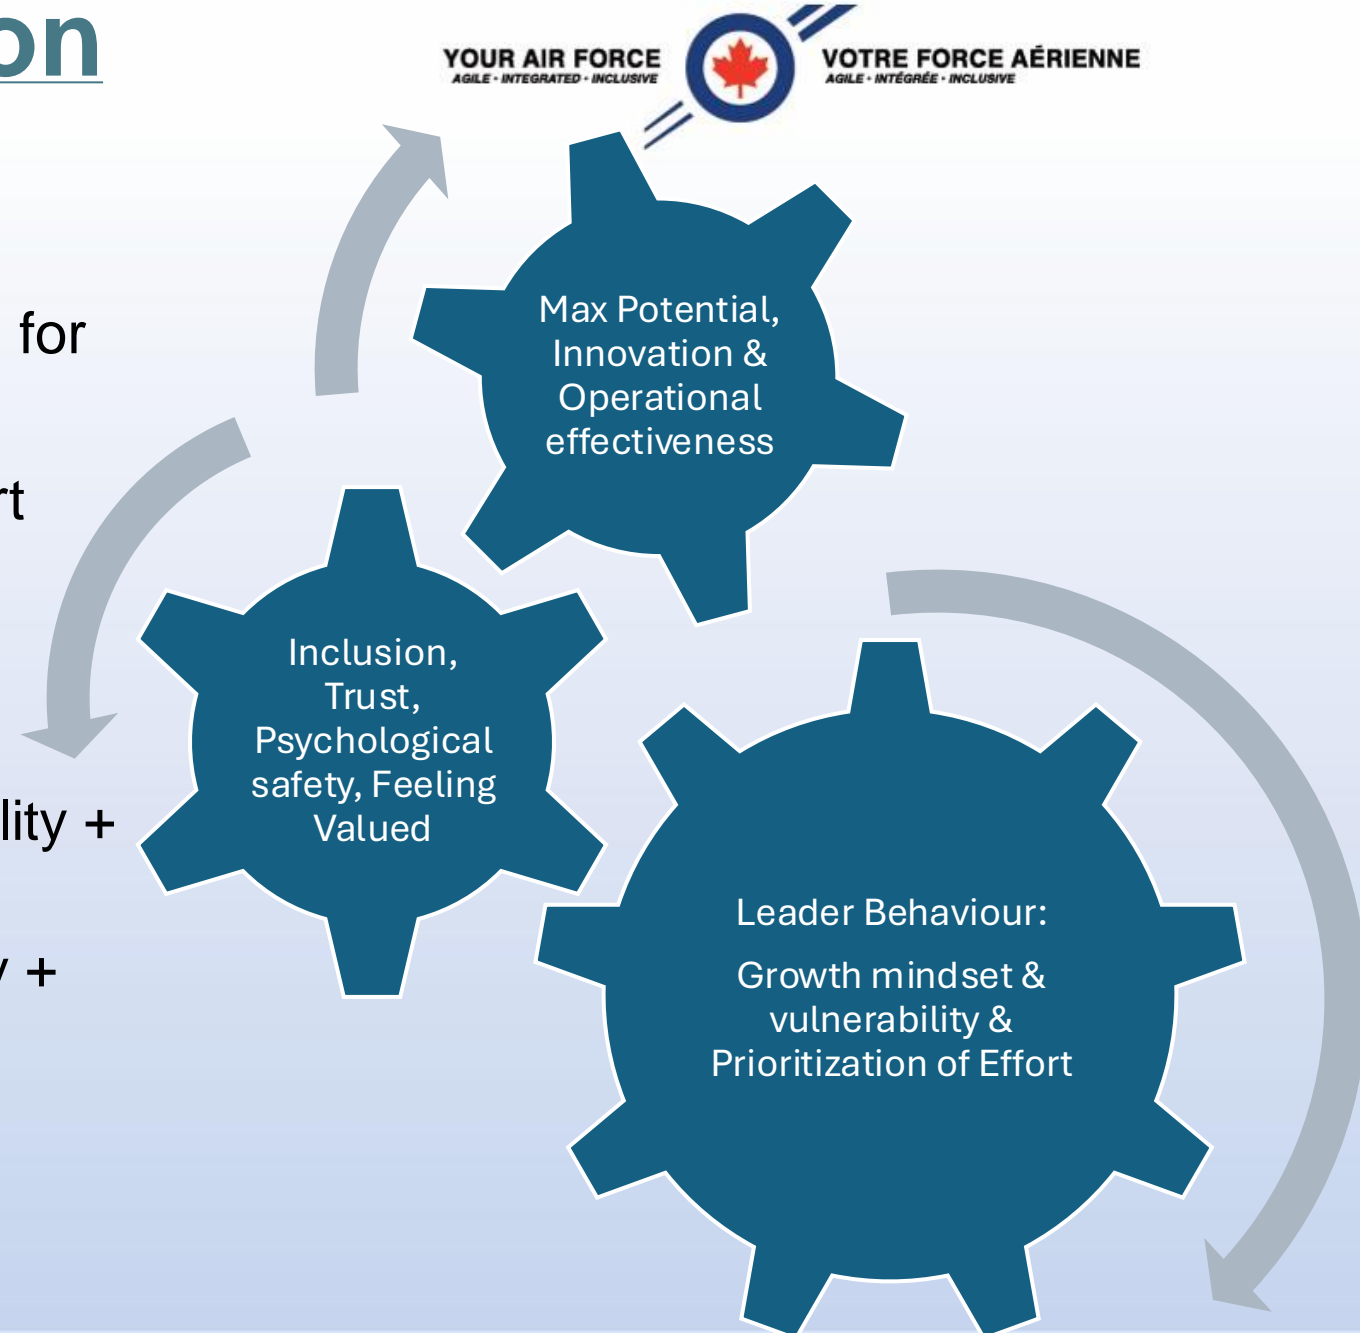 on
YOUR AIR FORCE
AGILE · INTEGRATED · INCLUSIVE
VOTRE FORCE AÉRIENNE
AGILE · INTÉGRÉE · INCLUSIVE
for
rt
lity +
y +
Max Potential,
Innovation &
Operational
effectiveness
Inclusion,
Trust,
Psychological
safety, Feeling
Valued
Leader Behaviour:
Growth mindset &
vulnerability &
Prioritization of Effort